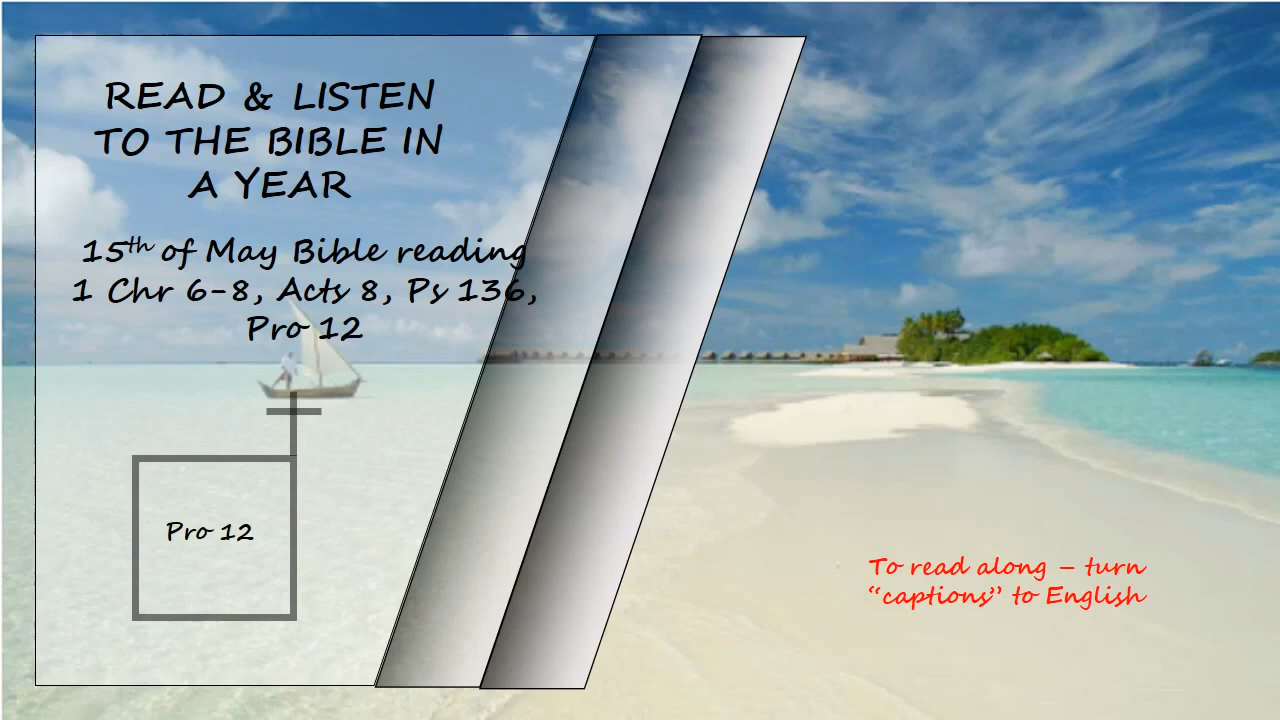 READ & LISTEN
TO THE BIBLE IN
A YEAR
15th of May Bible reading
1 Chr 6-8, Acts 8, Ps 136,
Pro 12
Pro 12
To read along – turn
“captions” to English